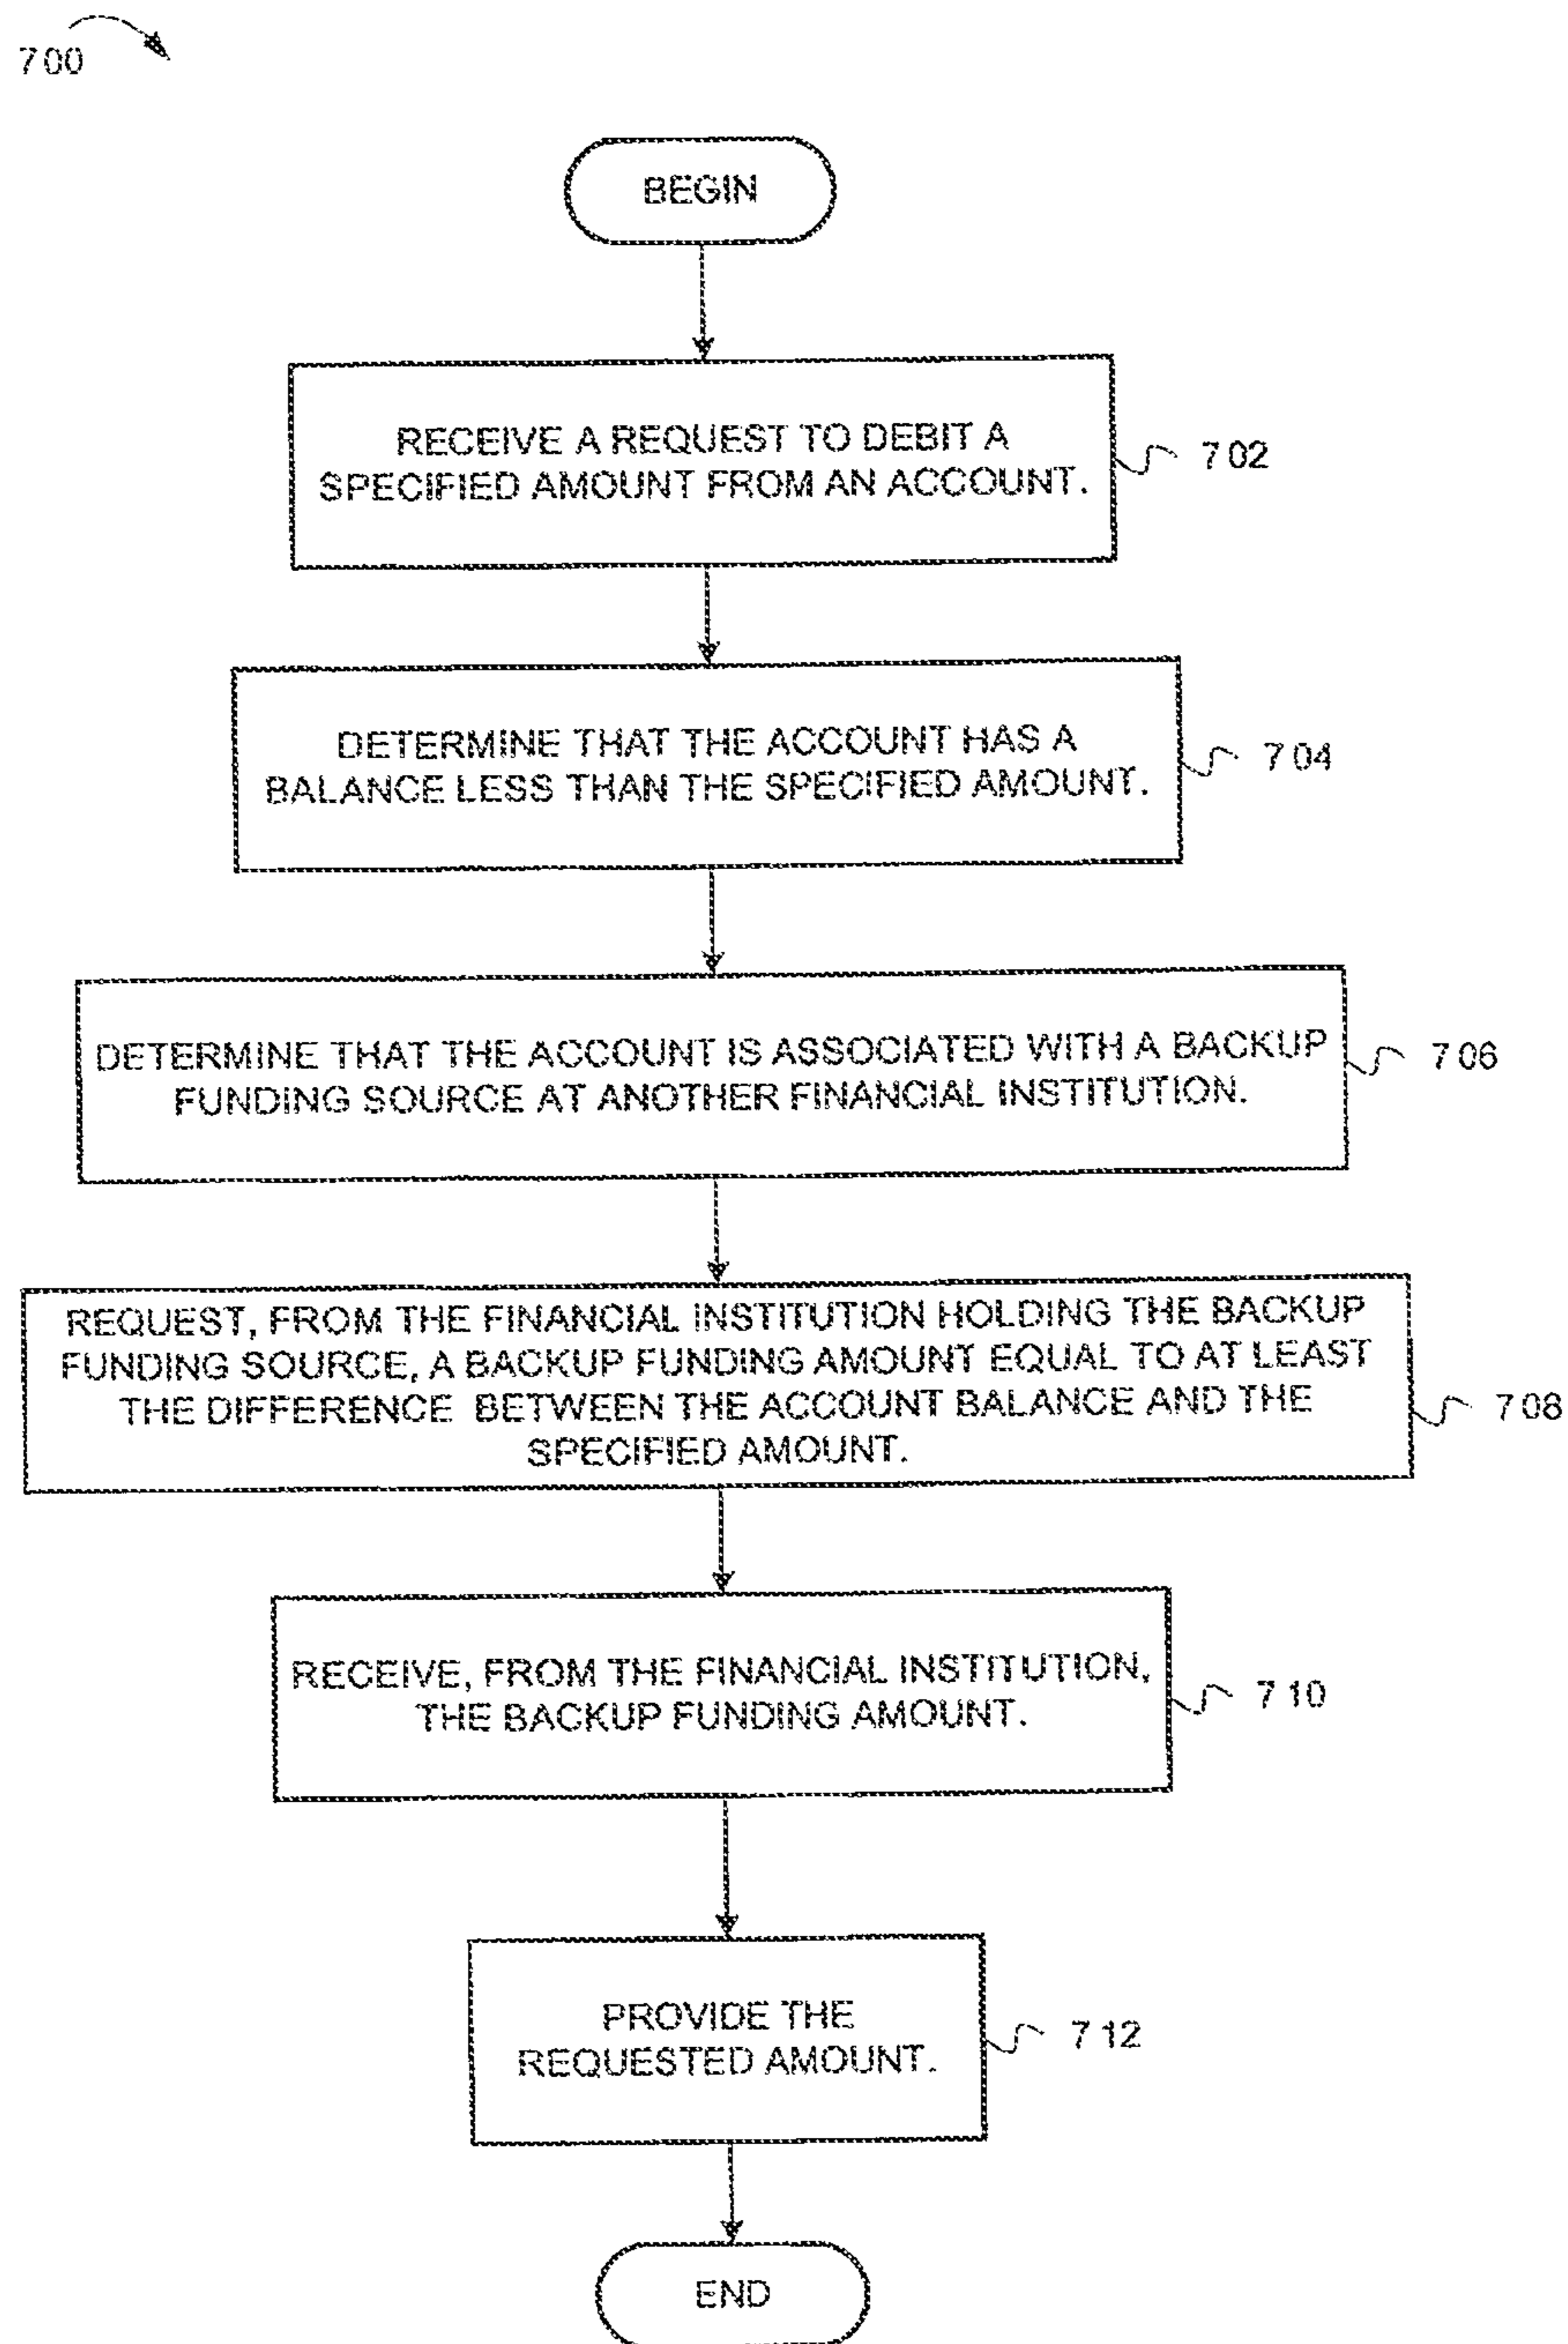 700
BEGIN
RECEIVE A REQUEST TO DEBIT A
SPECIFIED AMOUNT FROM AN ACCOUNT.
702
DETERMINE THAT THE ACCOUNT HAS A
BALANCE LESS THAN THE SPECIFIED AMOUNT.
704
DETERMINE THAT THE ACCOUNT IS ASSOCIATED WITH A BACKUP
FUNDING SOURCE AT ANOTHER FINANCIAL INSTITUTION.
706
REQUEST, FROM THE FINANCIAL INSTITUTION HOLDING THE BACKUP
FUNDING SOURCE, A BACKUP FUNDING AMOUNT EQUAL TO AT LEAST
THE DIFFERENCE BETWEEN THE ACCOUNT BALANCE AND THE
SPECIFIED AMOUNT.
708
RECEIVE, FROM THE FINANCIAL INSTITUTION,
THE BACKUP FUNDING AMOUNT.
710
PROVIDE THE
REQUESTED AMOUNT.
712
END